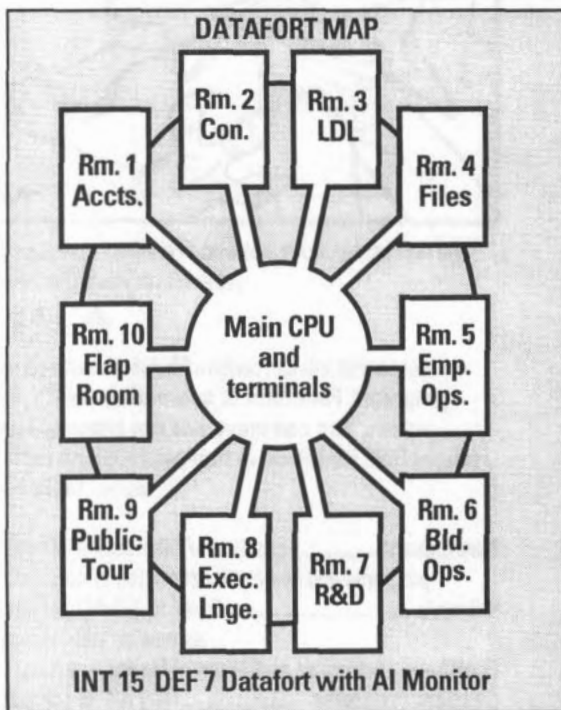 DATAFORT MAP
Rm. 1
Accts.
Rm. 2
Con.
Rm. 3
LDL
Rm. 4
Files
Rm. 5
Emp.
Ops.
Rm. 6
Bld.
Ops.
Rm. 7
R&D
Rm. 8
Exec.
Lnge.
Rm. 9
Public
Tour
Rm. 10
Flap
Room
Main CPU
and
terminals
INT 15 DEF 7 Datafort with AI Monitor